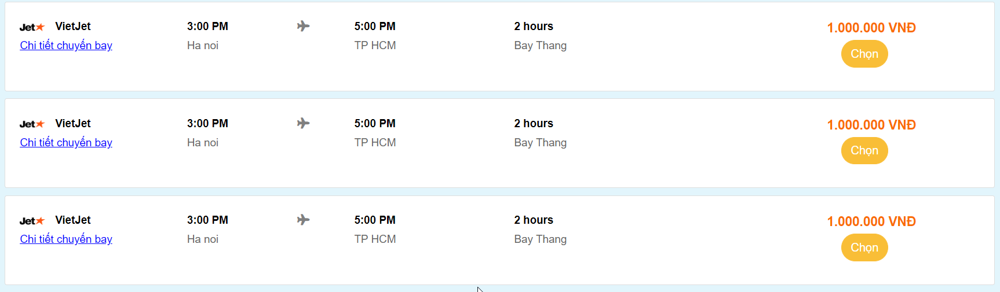 Jet VietJet 3:00 PM 5:00 PM 2 hours 1.000.000 VNĐ
Chi tiết chuyến bay Ha noi TP HCM Bay Thang Chọn
Jet VietJet 3:00 PM 5:00 PM 2 hours 1.000.000 VNĐ
Chi tiết chuyến bay Ha noi TP HCM Bay Thang Chọn
Jet VietJet 3:00 PM 5:00 PM 2 hours 1.000.000 VNĐ
Chi tiết chuyến bay Ha noi TP HCM Bay Thang Chọn